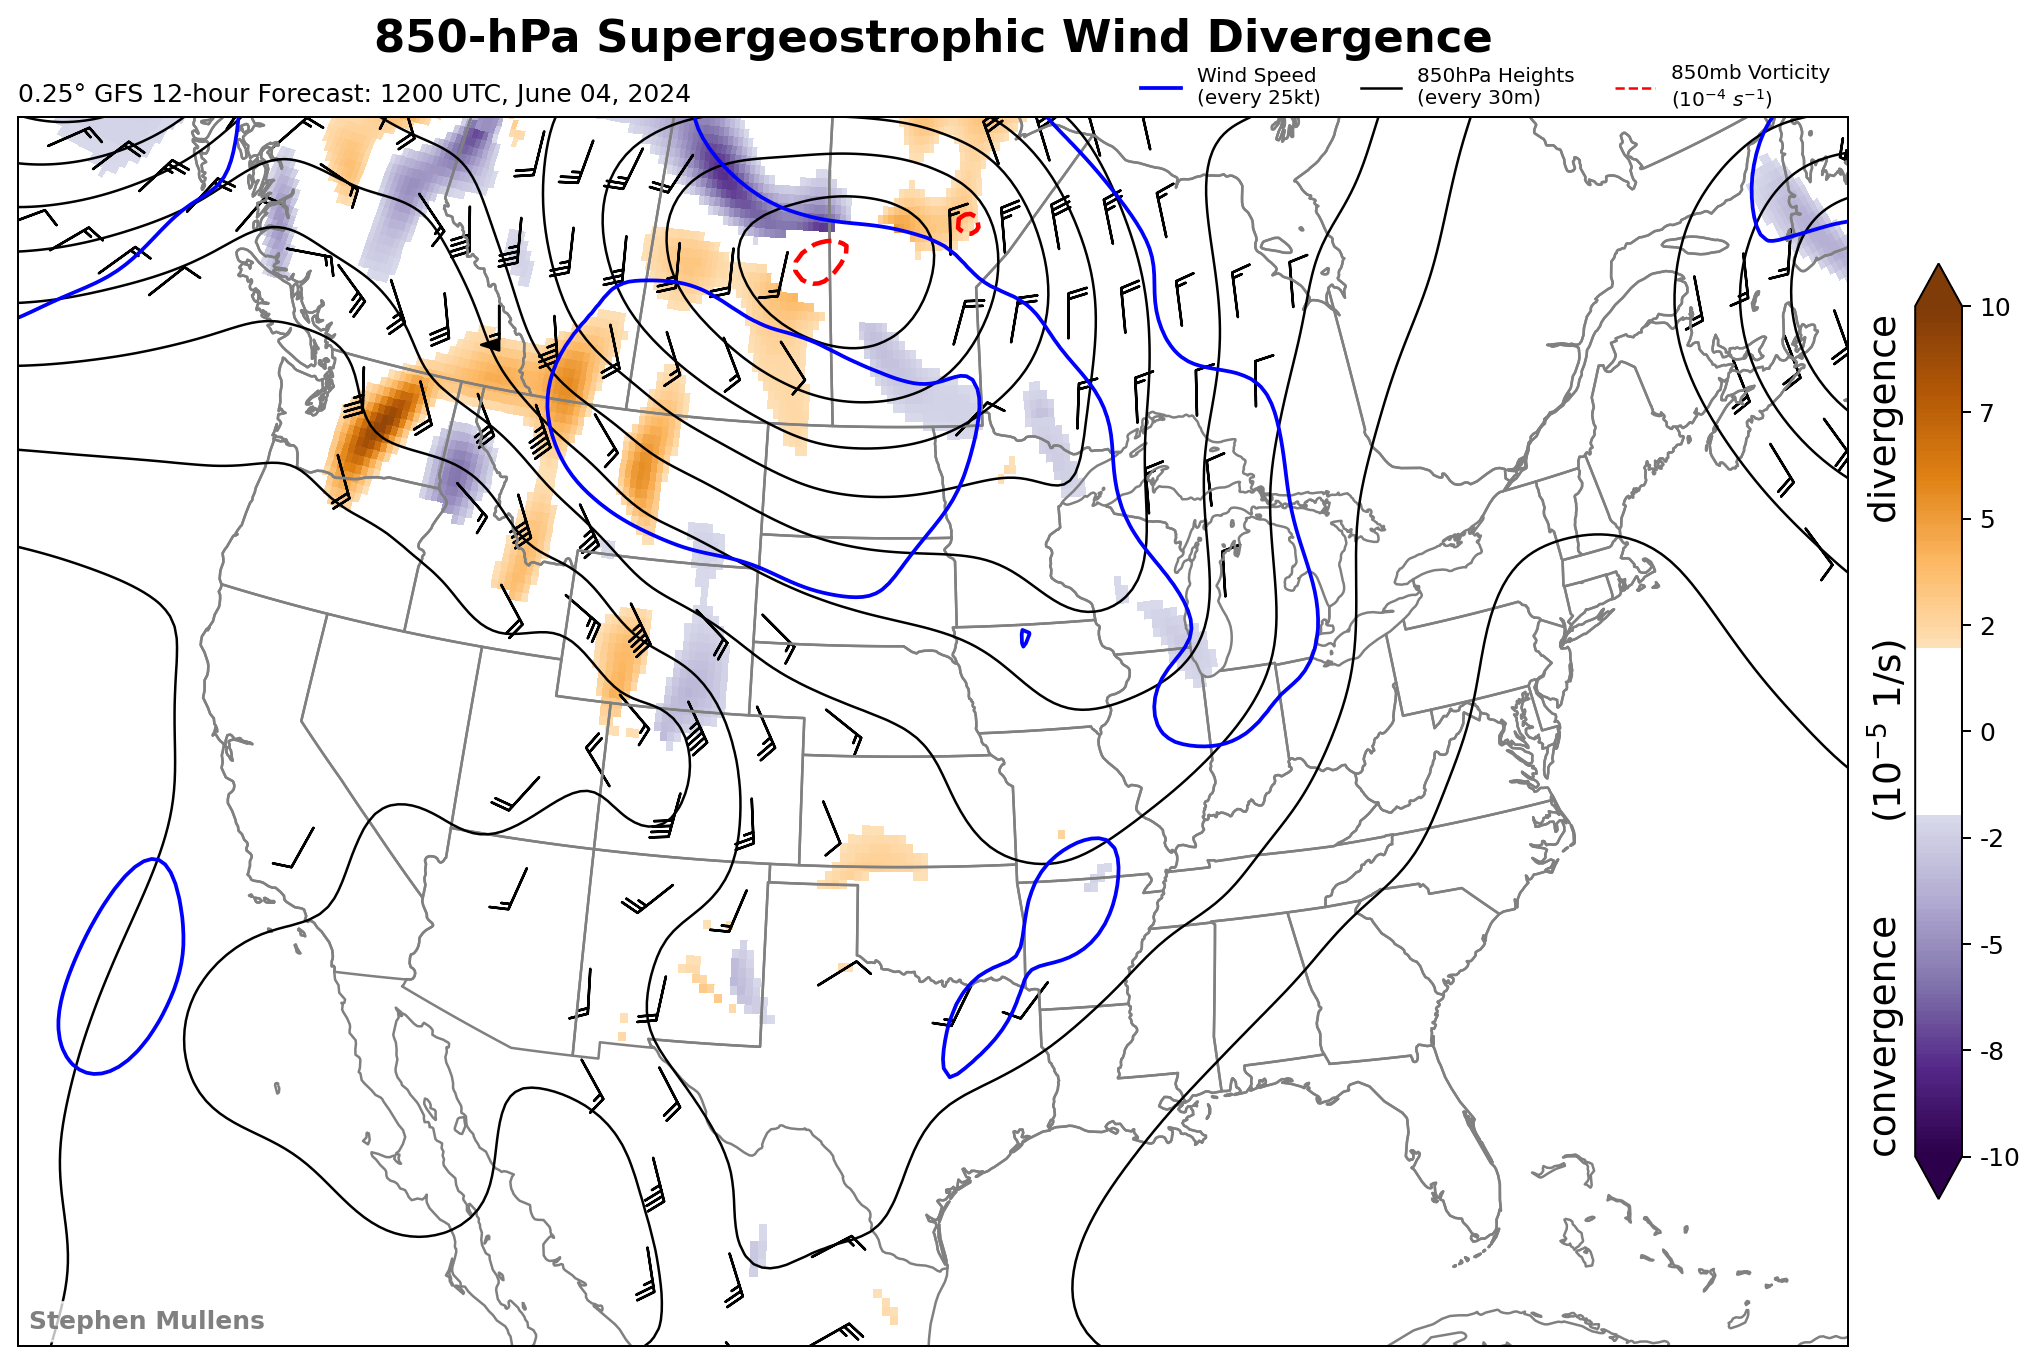 850-hPa Supergeostrophic Wind Divergence
0.25° GFS 12-hour Forecast: 1200 UTC, June 04, 2024
Wind Speed
(every 25kt)
850hPa Heights
(every 30m)
850mb Vorticity
(10⁻⁴ s⁻¹)
10
7
5
2
0
-2
-5
-8
-10
convergence (10⁻⁵ 1/s) divergence
Stephen Mullens